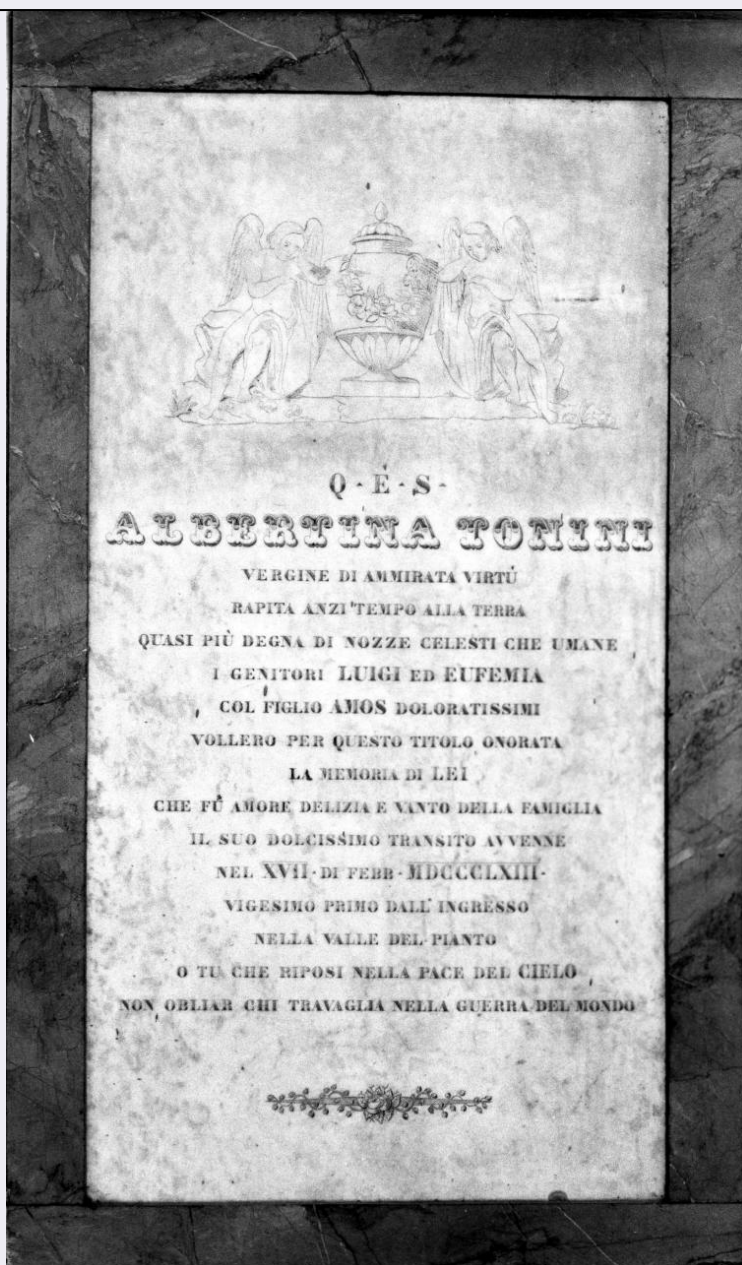 Q · É · S ·
ALBERTINA TONINI
VERGINE DI AMMIRATA VIRTÙ
RAPITA ANZI TEMPO ALLA TERRA
QUASI PIÙ DEGNA DI NOZZE CELESTI CHE UMANE
I GENITORI LUIGI ED EUFEMIA
COL FIGLIO AMOS DOLORATISSIMI
VOLLERO PER QUESTO TITOLO ONORATA
LA MEMORIA DI LEI
CHE FÙ AMORE DELIZIA E VANTO DELLA FAMIGLIA
IL SUO DOLCISSIMO TRANSITO AVVENNE
NEL XVII · DI FEBB · MDCCCLXIII ·
VIGESIMO PRIMO DALL' INGRESSO
NELLA VALLE DEL PIANTO
O TU CHE RIPOSI NELLA PACE DEL CIELO
NON OBLIAR CHI TRAVAGLIA NELLA GUERRA DEL MONDO